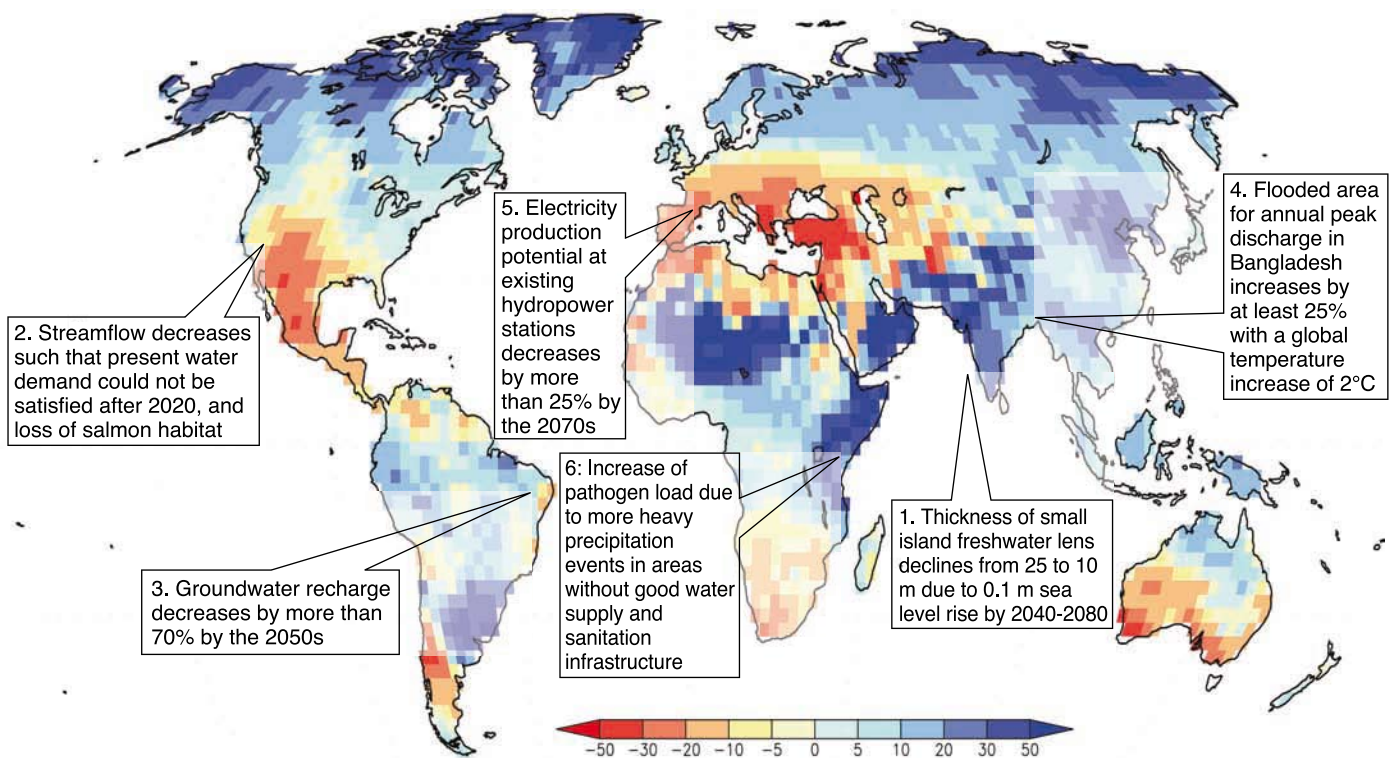 5. Electricity
production
potential at
existing
hydropower
stations
decreases
by more
than 25% by
the 2070s
4. Flooded area
for annual peak
discharge in
Bangladesh
increases by
at least 25%
with a global
temperature
increase of 2°C
2. Streamflow decreases
such that present water
demand could not be
satisfied after 2020, and
loss of salmon habitat
6: Increase of
pathogen load due
to more heavy
precipitation
events in areas
without good water
supply and
sanitation
infrastructure
1. Thickness of small
island freshwater lens
declines from 25 to 10
m due to 0.1 m sea
level rise by 2040-2080
3. Groundwater recharge
decreases by more than
70% by the 2050s
−50 −30 −20 −10 −5 0 5 10 20 30 50